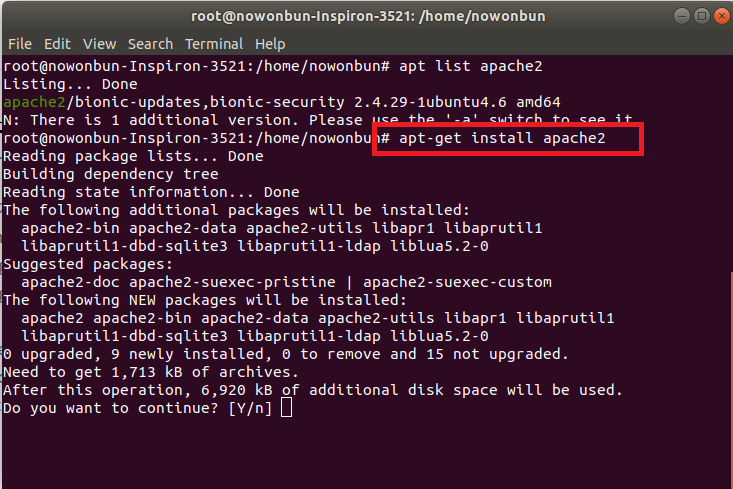 root@nowonbun-Inspiron-3521: /home/nowonbun
File Edit View Search Terminal Help
root@nowonbun-Inspiron-3521:/home/nowonbun# apt list apache2
Listing... Done
apache2/bionic-updates,bionic-security 2.4.29-1ubuntu4.6 amd64
N: There is 1 additional version. Please use the '-a' switch to see it
root@nowonbun-Inspiron-3521:/home/nowonbun# apt-get install apache2
Reading package lists... Done
Building dependency tree
Reading state information... Done
The following additional packages will be installed:
apache2-bin apache2-data apache2-utils libapr1 libaprutil1
libaprutil1-dbd-sqlite3 libaprutil1-ldap liblua5.2-0
Suggested packages:
apache2-doc apache2-suexec-pristine | apache2-suexec-custom
The following NEW packages will be installed:
apache2 apache2-bin apache2-data apache2-utils libapr1 libaprutil1
libaprutil1-dbd-sqlite3 libaprutil1-ldap liblua5.2-0
0 upgraded, 9 newly installed, 0 to remove and 15 not upgraded.
Need to get 1,713 kB of archives.
After this operation, 6,920 kB of additional disk space will be used.
Do you want to continue? [Y/n]